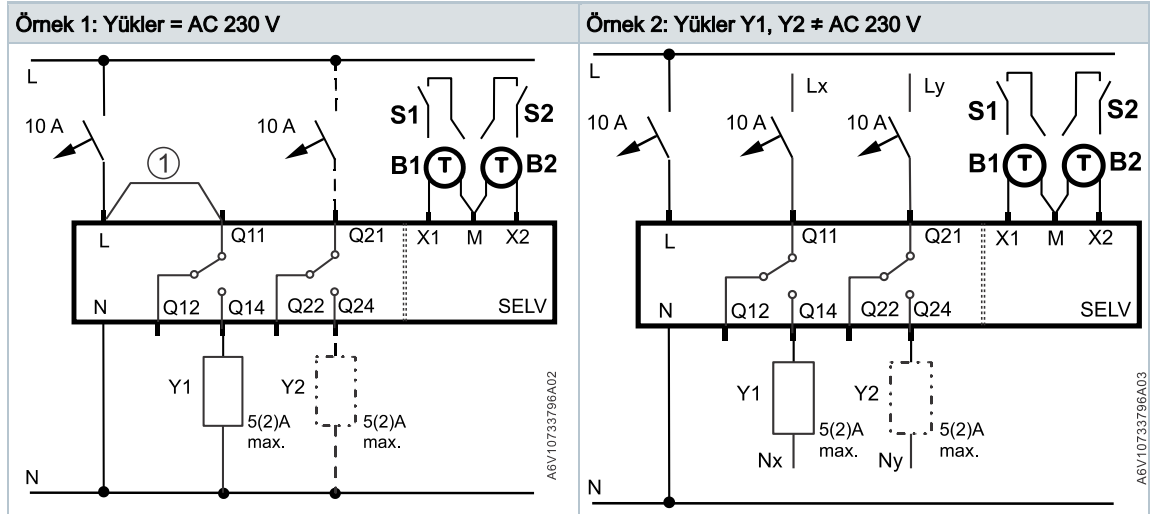 Örnek 1: Yükler = AC 230 V
L
10 A
10 A
S1
S2
B1
T
T
B2
1
L
Q11
Q21
X1
M
X2
N
Q12
Q14
Q22
Q24
SELV
Y1
Y2
5(2)A
max.
5(2)A
max.
N
A6V10733796A02
Örnek 2: Yükler Y1, Y2 ≠ AC 230 V
L
Lx
Ly
10 A
10 A
10 A
S1
S2
B1
T
T
B2
L
Q11
Q21
X1
M
X2
N
Q12
Q14
Q22
Q24
SELV
Y1
Y2
5(2)A
max.
5(2)A
max.
Nx
Ny
N
A6V10733796A03